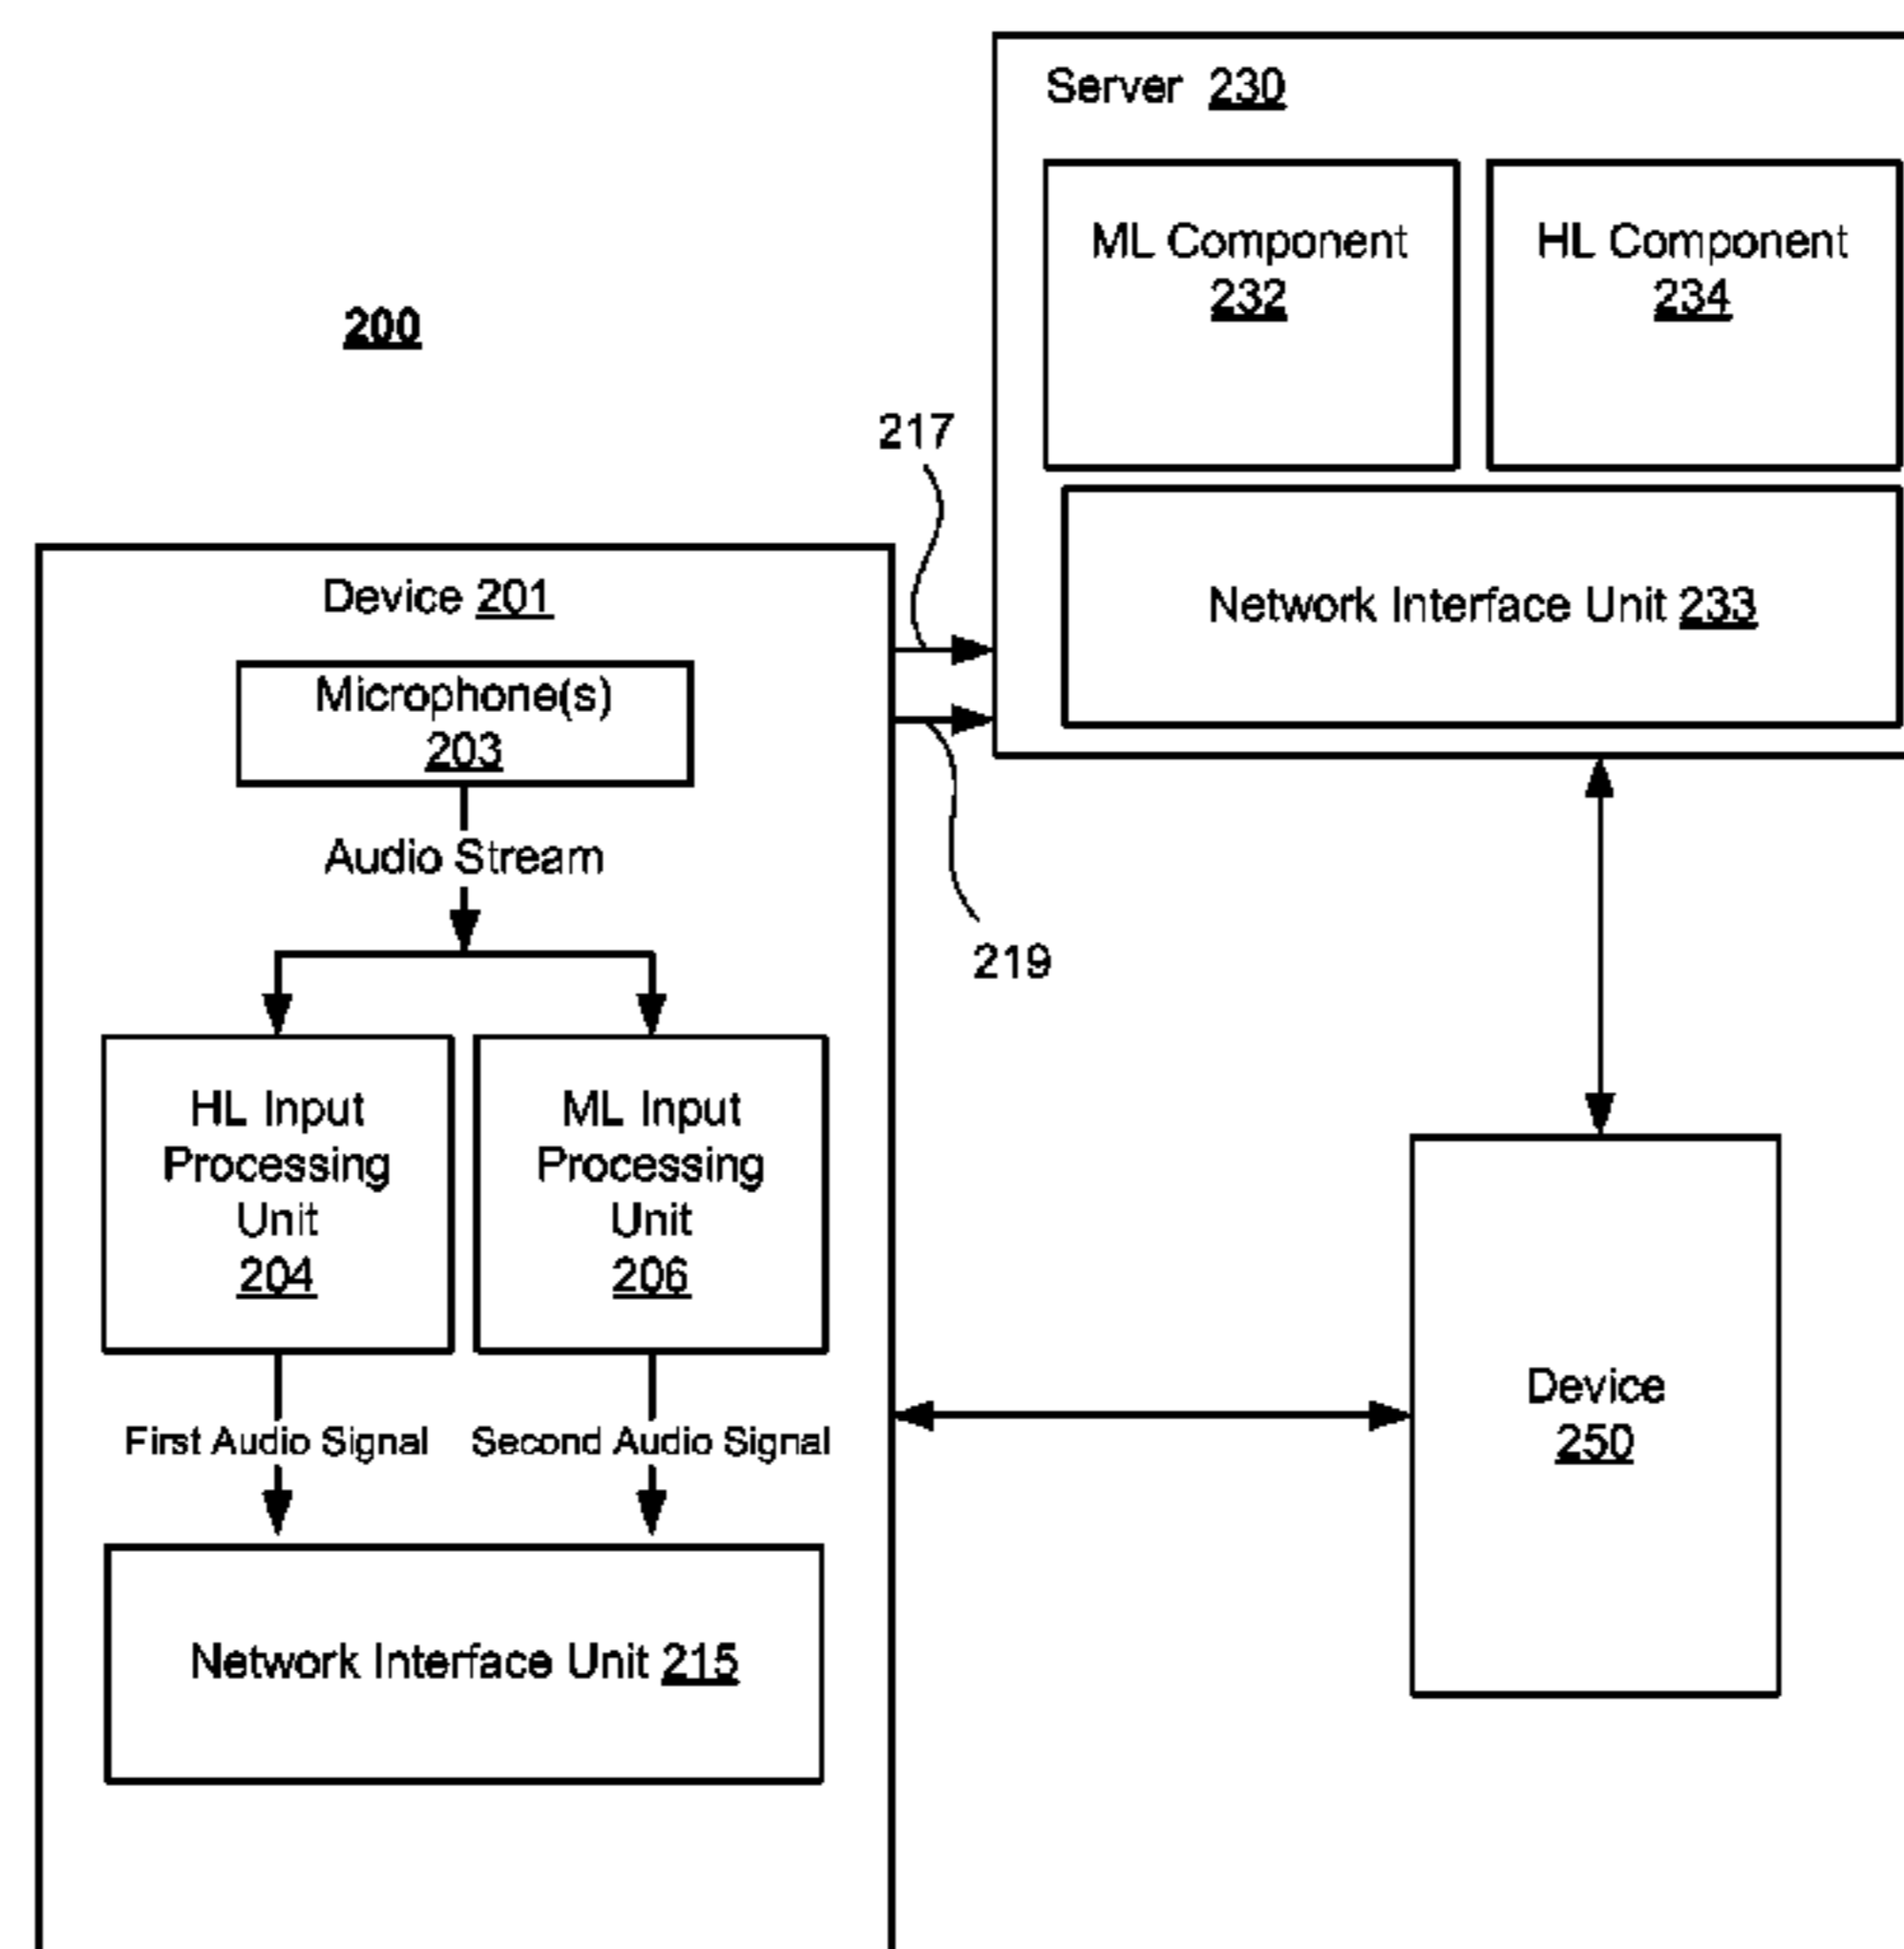 Server 230
ML Component
232
HL Component
234
Network Interface Unit 233
200
217
219
Device 201
Microphone(s)
203
Audio Stream
HL Input
Processing
Unit
204
ML Input
Processing
Unit
206
First Audio Signal
Second Audio Signal
Network Interface Unit 215
Device
250